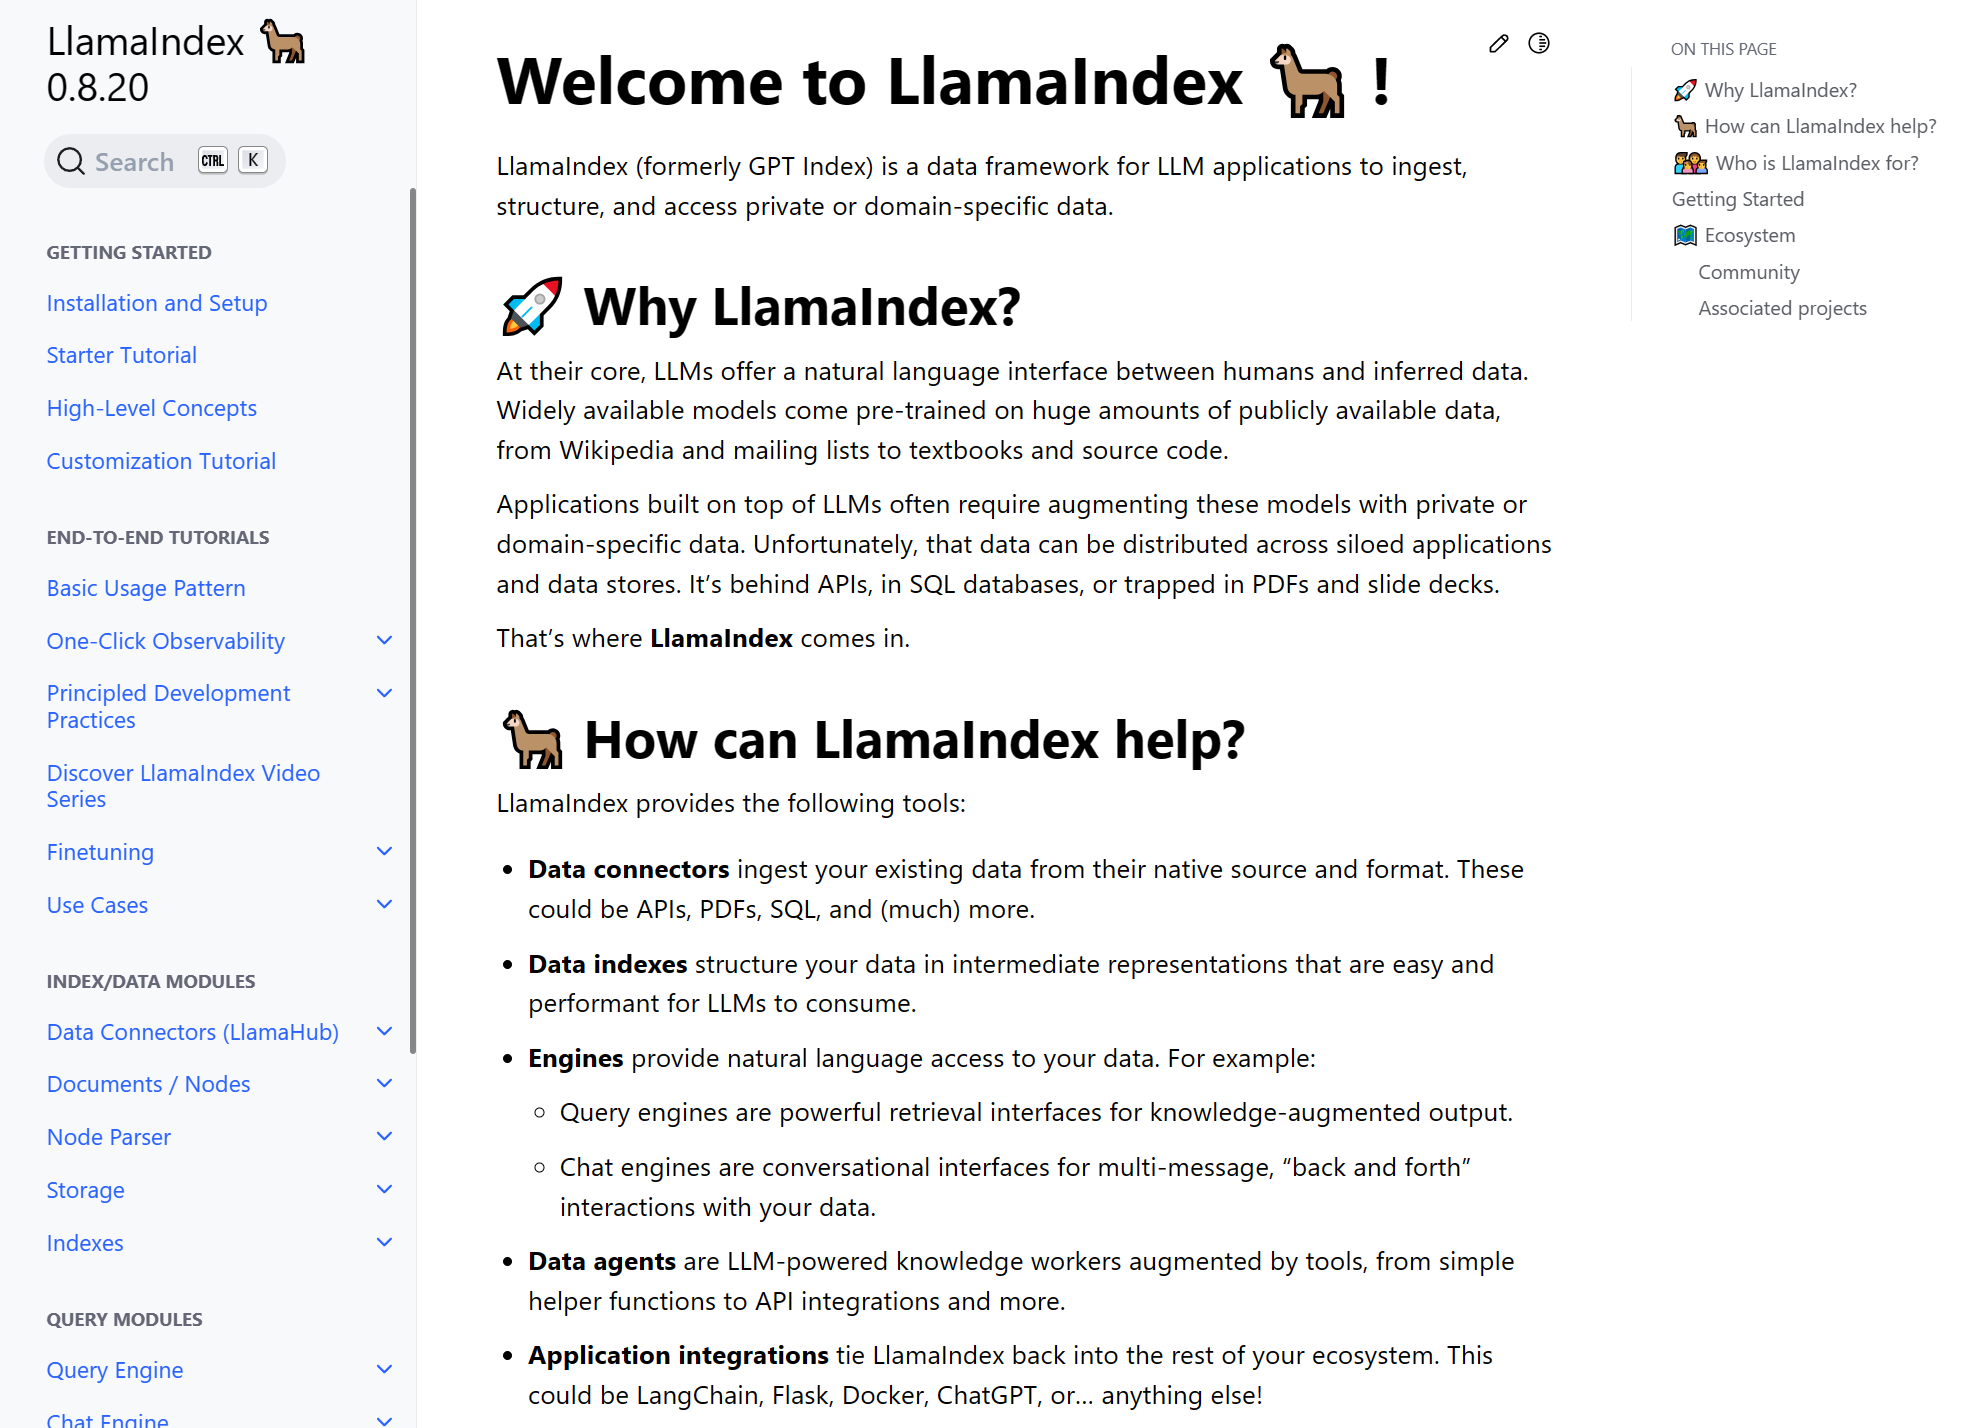 LlamaIndex 🦙
0.8.20
Search CTRL K
GETTING STARTED
Installation and Setup
Starter Tutorial
High-Level Concepts
Customization Tutorial
END-TO-END TUTORIALS
Basic Usage Pattern
One-Click Observability
Principled Development
Practices
Discover LlamaIndex Video
Series
Finetuning
Use Cases
INDEX/DATA MODULES
Data Connectors (LlamaHub)
Documents / Nodes
Node Parser
Storage
Indexes
QUERY MODULES
Query Engine
Chat Engine
Welcome to LlamaIndex 🦙 !
LlamaIndex (formerly GPT Index) is a data framework for LLM applications to ingest,
structure, and access private or domain-specific data.
🚀 Why LlamaIndex?
At their core, LLMs offer a natural language interface between humans and inferred data.
Widely available models come pre-trained on huge amounts of publicly available data,
from Wikipedia and mailing lists to textbooks and source code.
Applications built on top of LLMs often require augmenting these models with private or
domain-specific data. Unfortunately, that data can be distributed across siloed applications
and data stores. It’s behind APIs, in SQL databases, or trapped in PDFs and slide decks.
That’s where LlamaIndex comes in.
🦙 How can LlamaIndex help?
LlamaIndex provides the following tools:
• Data connectors ingest your existing data from their native source and format. These
could be APIs, PDFs, SQL, and (much) more.
• Data indexes structure your data in intermediate representations that are easy and
performant for LLMs to consume.
• Engines provide natural language access to your data. For example:
◦ Query engines are powerful retrieval interfaces for knowledge-augmented output.
◦ Chat engines are conversational interfaces for multi-message, “back and forth”
interactions with your data.
• Data agents are LLM-powered knowledge workers augmented by tools, from simple
helper functions to API integrations and more.
• Application integrations tie LlamaIndex back into the rest of your ecosystem. This
could be LangChain, Flask, Docker, ChatGPT, or… anything else!
ON THIS PAGE
🚀 Why LlamaIndex?
🦙 How can LlamaIndex help?
👨‍👩‍👧‍👦 Who is LlamaIndex for?
Getting Started
🗺️ Ecosystem
Community
Associated projects